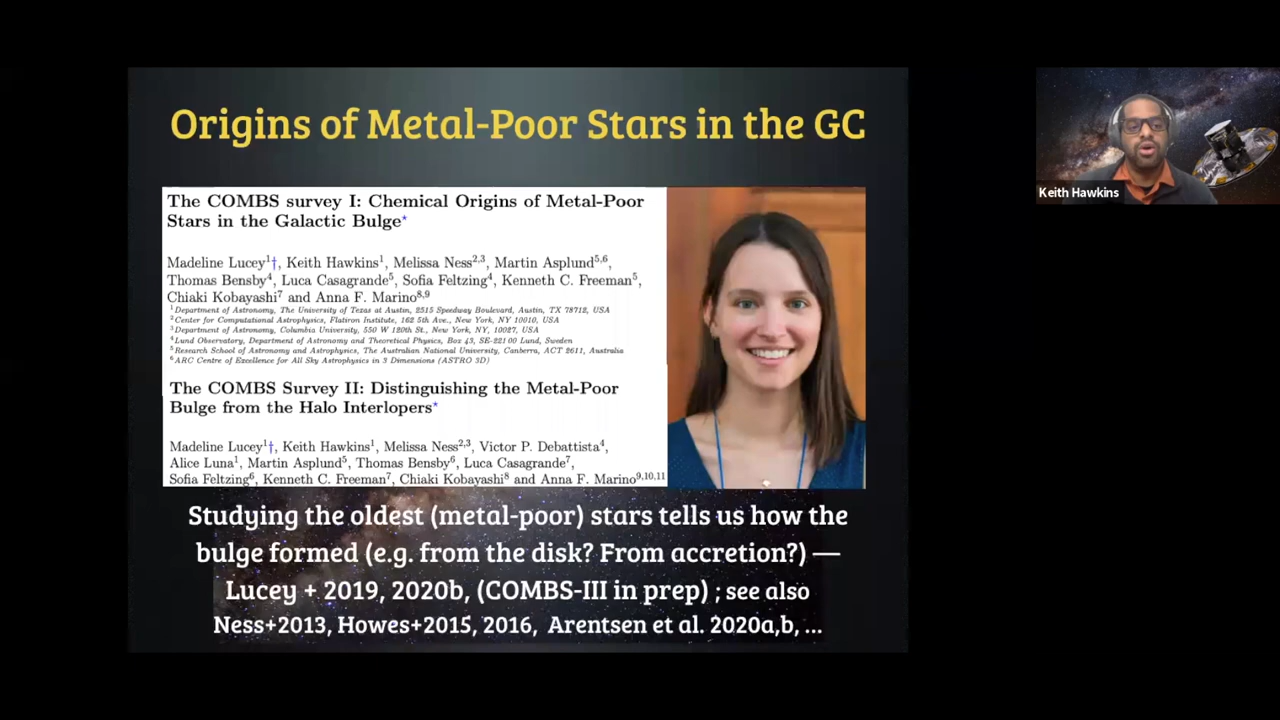 Origins of Metal-Poor Stars in the GC
The COMBS survey I: Chemical Origins of Metal-Poor
Stars in the Galactic Bulge*
Madeline Lucey1†, Keith Hawkins1, Melissa Ness2,3, Martin Asplund5,6,
Thomas Bensby4, Luca Casagrande5, Sofia Feltzing4, Kenneth C. Freeman5,
Chiaki Kobayashi7 and Anna F. Marino8,9
1Department of Astronomy, The University of Texas at Austin, 2515 Speedway Boulevard, Austin, TX 78712, USA
2Center for Computational Astrophysics, Flatiron Institute, 162 5th Ave., New York, NY 10010, USA
3Department of Astronomy, Columbia University, 550 W 120th St., New York, NY, 10027, USA
4Lund Observatory, Department of Astronomy and Theoretical Physics, Box 43, SE-221 00 Lund, Sweden
5Research School of Astronomy and Astrophysics, The Australian National University, Canberra, ACT 2611, Australia
6ARC Centre of Excellence for All Sky Astrophysics in 3 Dimensions (ASTRO 3D)
The COMBS Survey II: Distinguishing the Metal-Poor
Bulge from the Halo Interlopers*
Madeline Lucey1†, Keith Hawkins1, Melissa Ness2,3, Victor P. Debattista4,
Alice Luna1, Martin Asplund5, Thomas Bensby6, Luca Casagrande7,
Sofia Feltzing6, Kenneth C. Freeman7, Chiaki Kobayashi8 and Anna F. Marino9,10,11
Studying the oldest (metal-poor) stars tells us how the
bulge formed (e.g. from the disk? From accretion?) —
Lucey + 2019, 2020b, (COMBS-III in prep) ; see also
Ness+2013, Howes+2015, 2016, Arentsen et al. 2020a,b, ...
Keith Hawkins